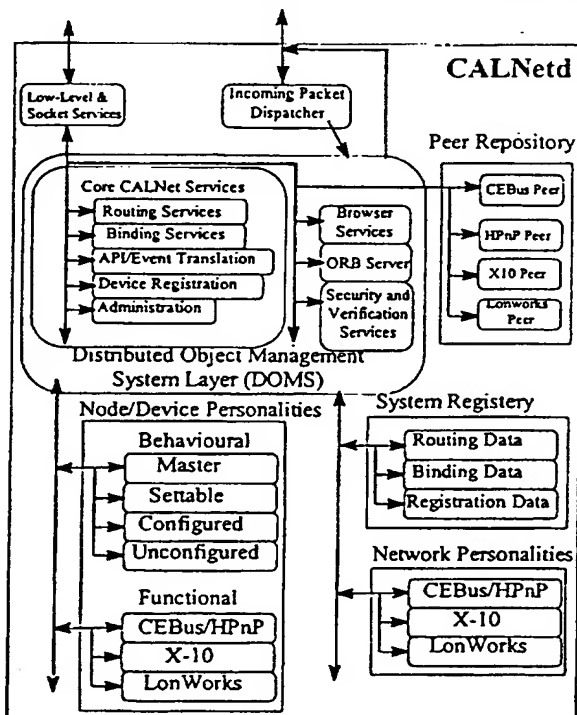 CALNetd
Low-Level &
Socket Services
Incoming Packet
Dispatcher
Peer Repository
CEBus Peer
HPnP Peer
X10 Peer
Lonworks
Peer
Core CALNet Services
Routing Services
Binding Services
API/Event Translation
Device Registration
Administration
Browser
Services
ORB Server
Security and
Verification
Services
Distributed Object Management
System Layer (DOMS)
Node/Device Personalities
Behavioural
Master
Settable
Configured
Unconfigured
Functional
CEBus/HPnP
X-10
LonWorks
System Registery
Routing Data
Binding Data
Registration Data
Network Personalities
CEBus/HPnP
X-10
LonWorks